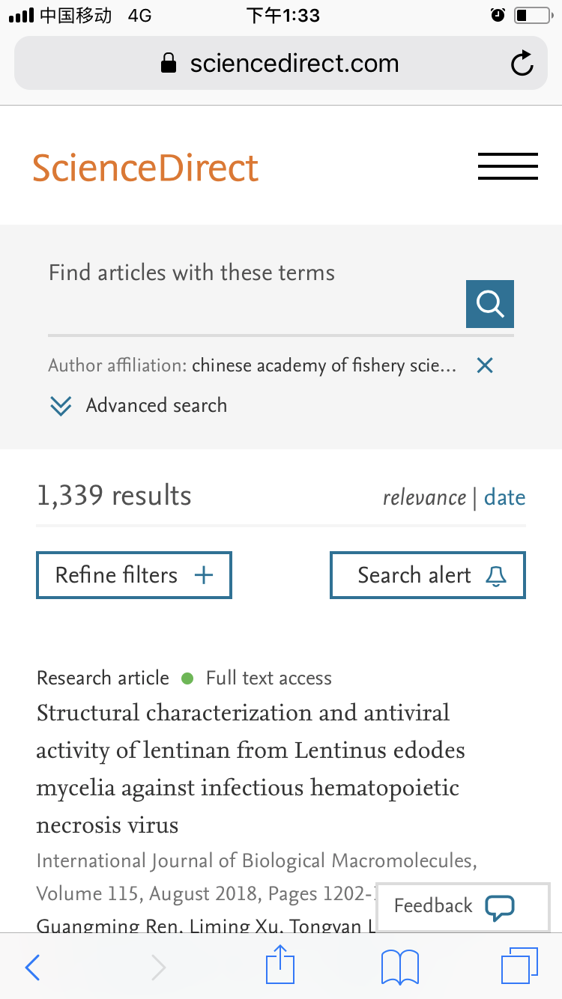 中国移动 4G 下午1:33
sciencedirect.com
ScienceDirect
Find articles with these terms
Author affiliation: chinese academy of fishery scie...
Advanced search
1,339 results relevance | date
Refine filters Search alert
Research article Full text access
Structural characterization and antiviral
activity of lentinan from Lentinus edodes
mycelia against infectious hematopoietic
necrosis virus
International Journal of Biological Macromolecules,
Volume 115, August 2018, Pages 1202-
Feedback
Guangming Ren, Liming Xu, Tongyan